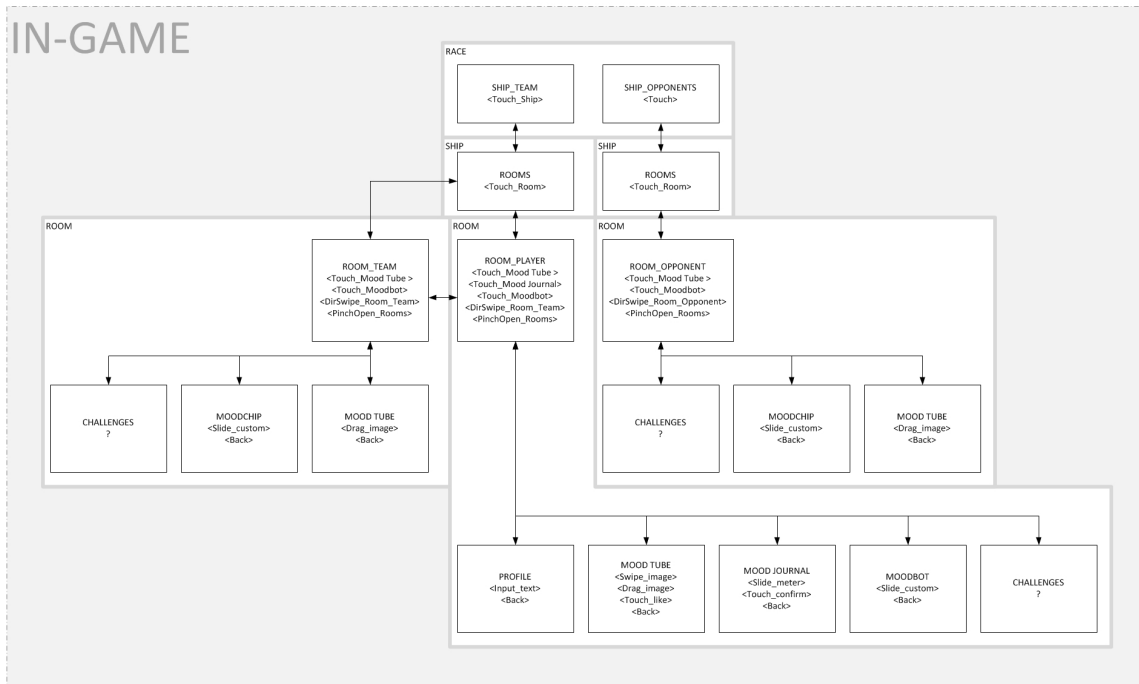 IN-GAME
RACE
SHIP_TEAM
<Touch_Ship>
SHIP_OPPONENTS
<Touch>
SHIP
ROOMS
<Touch_Room>
SHIP
ROOMS
<Touch_Room>
ROOM
ROOM_TEAM
<Touch_Mood Tube >
<Touch_Moodbot>
<DirSwipe_Room_Team>
<PinchOpen_Rooms>
CHALLENGES
?
MOODCHIP
<Slide_custom>
<Back>
MOOD TUBE
<Drag_image>
<Back>
ROOM
ROOM_PLAYER
<Touch_Mood Tube >
<Touch_Mood Journal>
<Touch_Moodbot>
<DirSwipe_Room_Team>
<PinchOpen_Rooms>
ROOM
ROOM_OPPONENT
<Touch_Mood Tube >
<Touch_Moodbot>
<DirSwipe_Room_Opponent>
<PinchOpen_Rooms>
CHALLENGES
?
MOODCHIP
<Slide_custom>
<Back>
MOOD TUBE
<Drag_image>
<Back>
PROFILE
<Input_text>
<Back>
MOOD TUBE
<Swipe_image>
<Drag_image>
<Touch_like>
<Back>
MOOD JOURNAL
<Slide_meter>
<Touch_confirm>
<Back>
MOODBOT
<Slide_custom>
<Back>
CHALLENGES
?